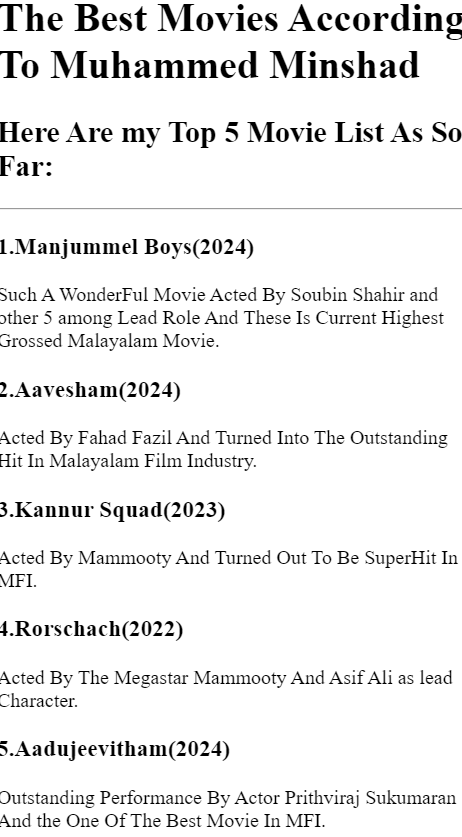 The Best Movies According
To Muhammed Minshad
Here Are my Top 5 Movie List As So
Far:
1.Manjummel Boys(2024)
Such A WonderFul Movie Acted By Soubin Shahir and
other 5 among Lead Role And These Is Current Highest
Grossed Malayalam Movie.
2.Aavesham(2024)
Acted By Fahad Fazil And Turned Into The Outstanding
Hit In Malayalam Film Industry.
3.Kannur Squad(2023)
Acted By Mammooty And Turned Out To Be SuperHit In
MFI.
4.Rorschach(2022)
Acted By The Megastar Mammooty And Asif Ali as lead
Character.
5.Aadujeevitham(2024)
Outstanding Performance By Actor Prithviraj Sukumaran
And the One Of The Best Movie In MFI.